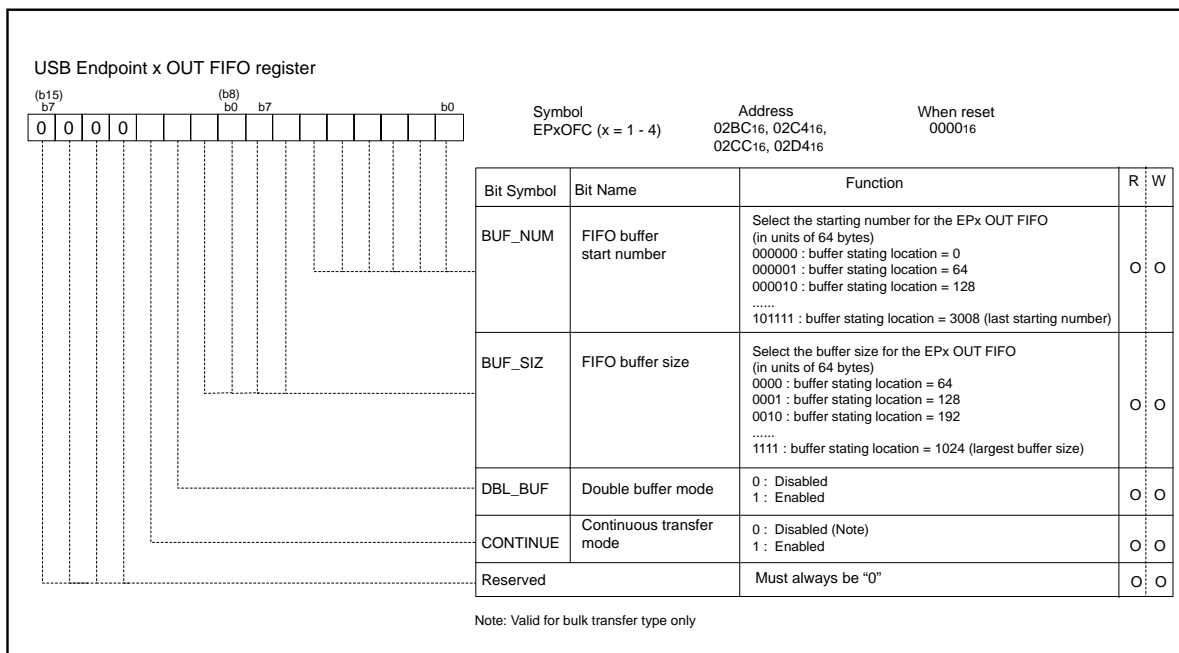 USB Endpoint x OUT FIFO register
(b15) (b8)
b7 b0 b7 b0
0 0 0 0
Symbol Address When reset
EPxOFC (x = 1 - 4) 02BC16, 02C416, 000016
02CC16, 02D416
Bit Symbol Bit Name Function R W
BUF_NUM FIFO buffer start number
Select the starting number for the EPx OUT FIFO
(in units of 64 bytes)
000000 : buffer stating location = 0
000001 : buffer stating location = 64
000010 : buffer stating location = 128
......
101111 : buffer stating location = 3008 (last starting number)
O O
BUF_SIZ FIFO buffer size
Select the buffer size for the EPx OUT FIFO
(in units of 64 bytes)
0000 : buffer stating location = 64
0001 : buffer stating location = 128
0010 : buffer stating location = 192
......
1111 : buffer stating location = 1024 (largest buffer size)
O O
DBL_BUF Double buffer mode
0 : Disabled
1 : Enabled
O O
CONTINUE Continuous transfer mode
0 : Disabled (Note)
1 : Enabled
O O
Reserved Must always be “0” O O
Note: Valid for bulk transfer type only